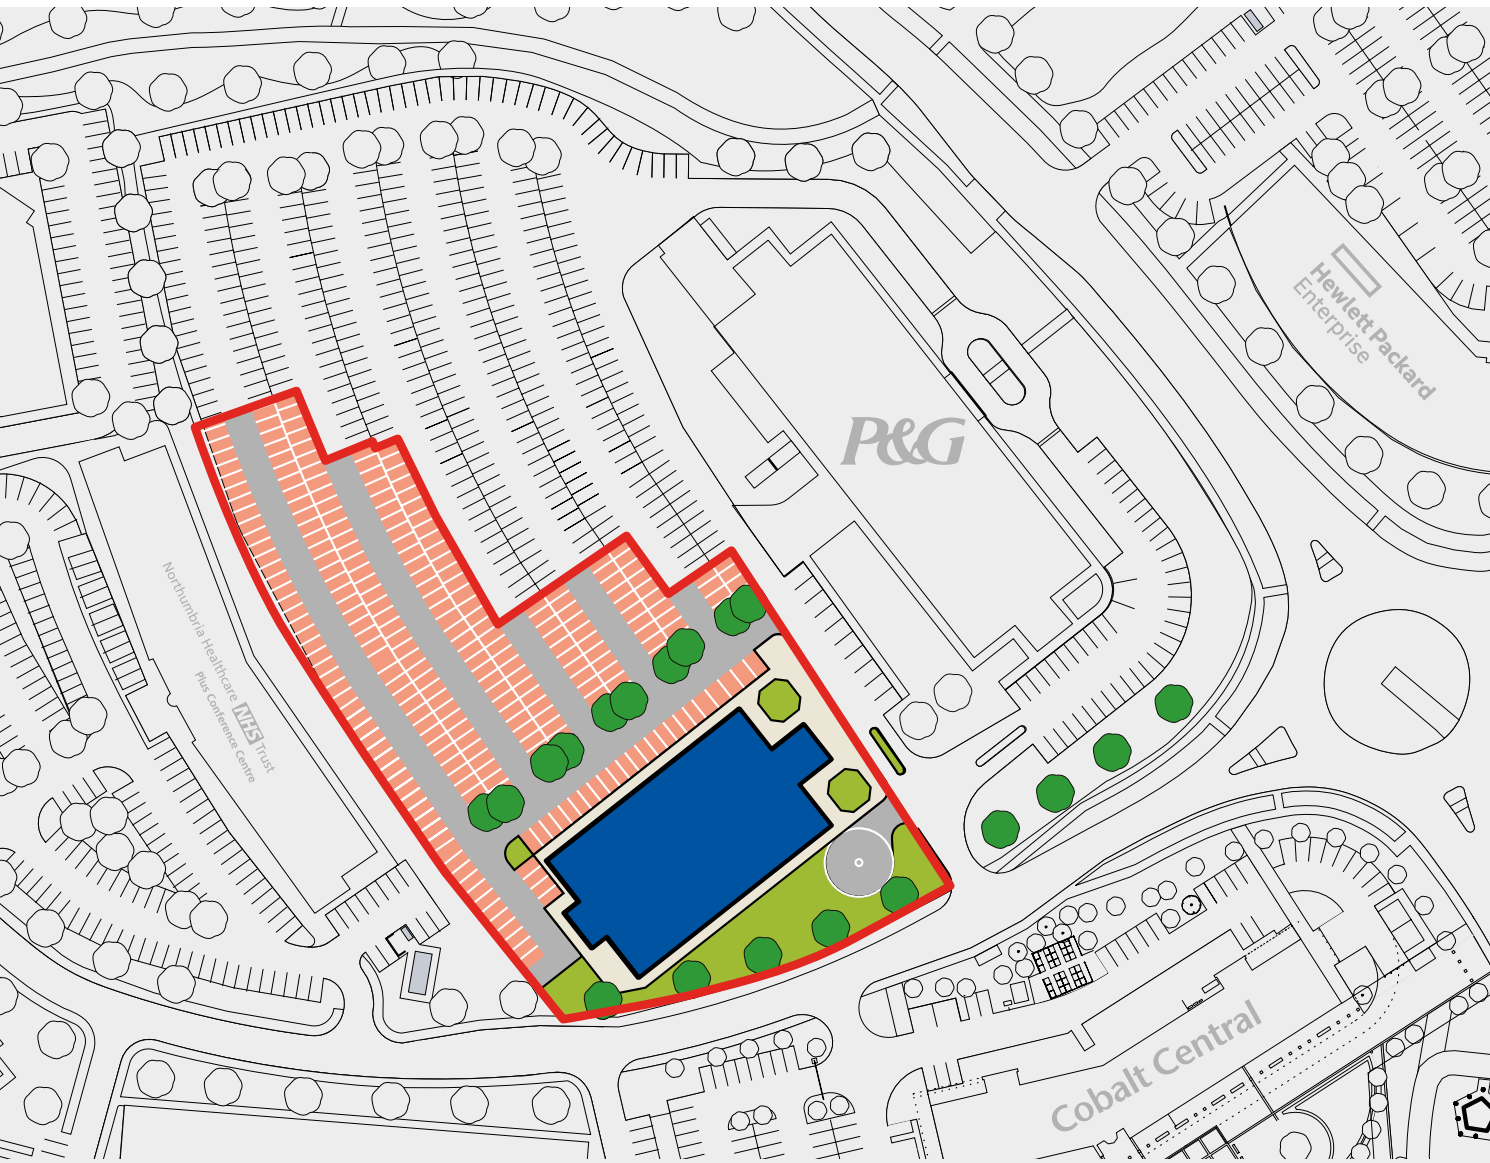 Hewlett Packard
Enterprise
P&G
Northumbria Healthcare
NHS Trust
Plus Conference Centre
Cobalt Central